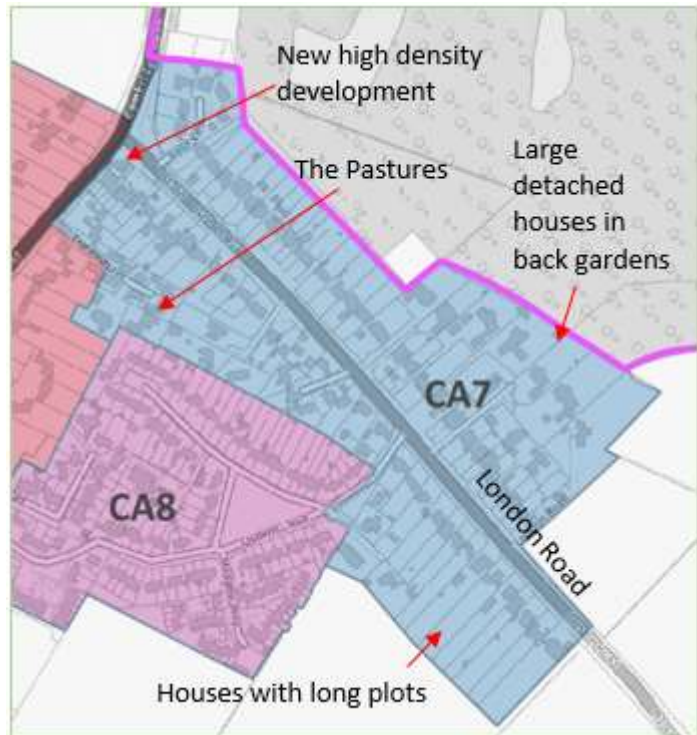 New high density
development
The Pastures
Large
detached
houses in
back gardens
CA7
CA8
London Road
Houses with long plots